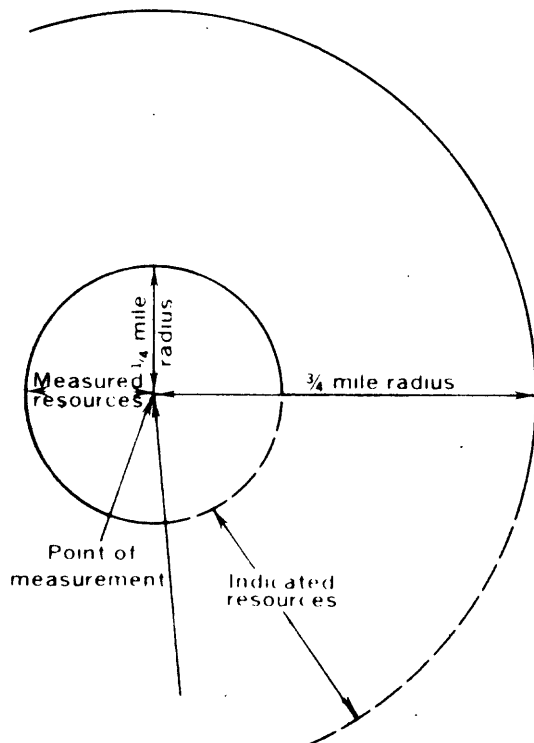 ¼ mile
radius
Measured
resources
¾ mile radius
Point of
measurement
Indicated
resources